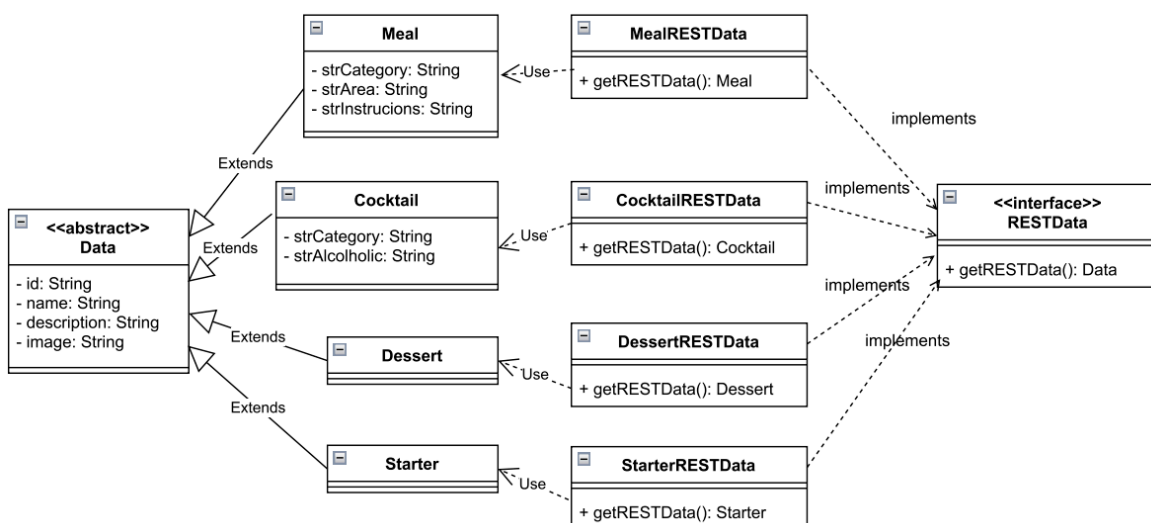 Meal
- strCategory: String
- strArea: String
- strInstrucions: String
MealRESTData
+ getRESTData(): Meal
Use
implements
Extends
Cocktail
- strCategory: String
- strAlcoholic: String
CocktailRESTData
+ getRESTData(): Cocktail
Use
implements
Extends
<<abstract>>
Data
- id: String
- name: String
- description: String
- image: String
<<interface>>
RESTData
+ getRESTData(): Data
implements
Extends
Dessert
DessertRESTData
+ getRESTData(): Dessert
Use
implements
Extends
Starter
StarterRESTData
+ getRESTData(): Starter
Use